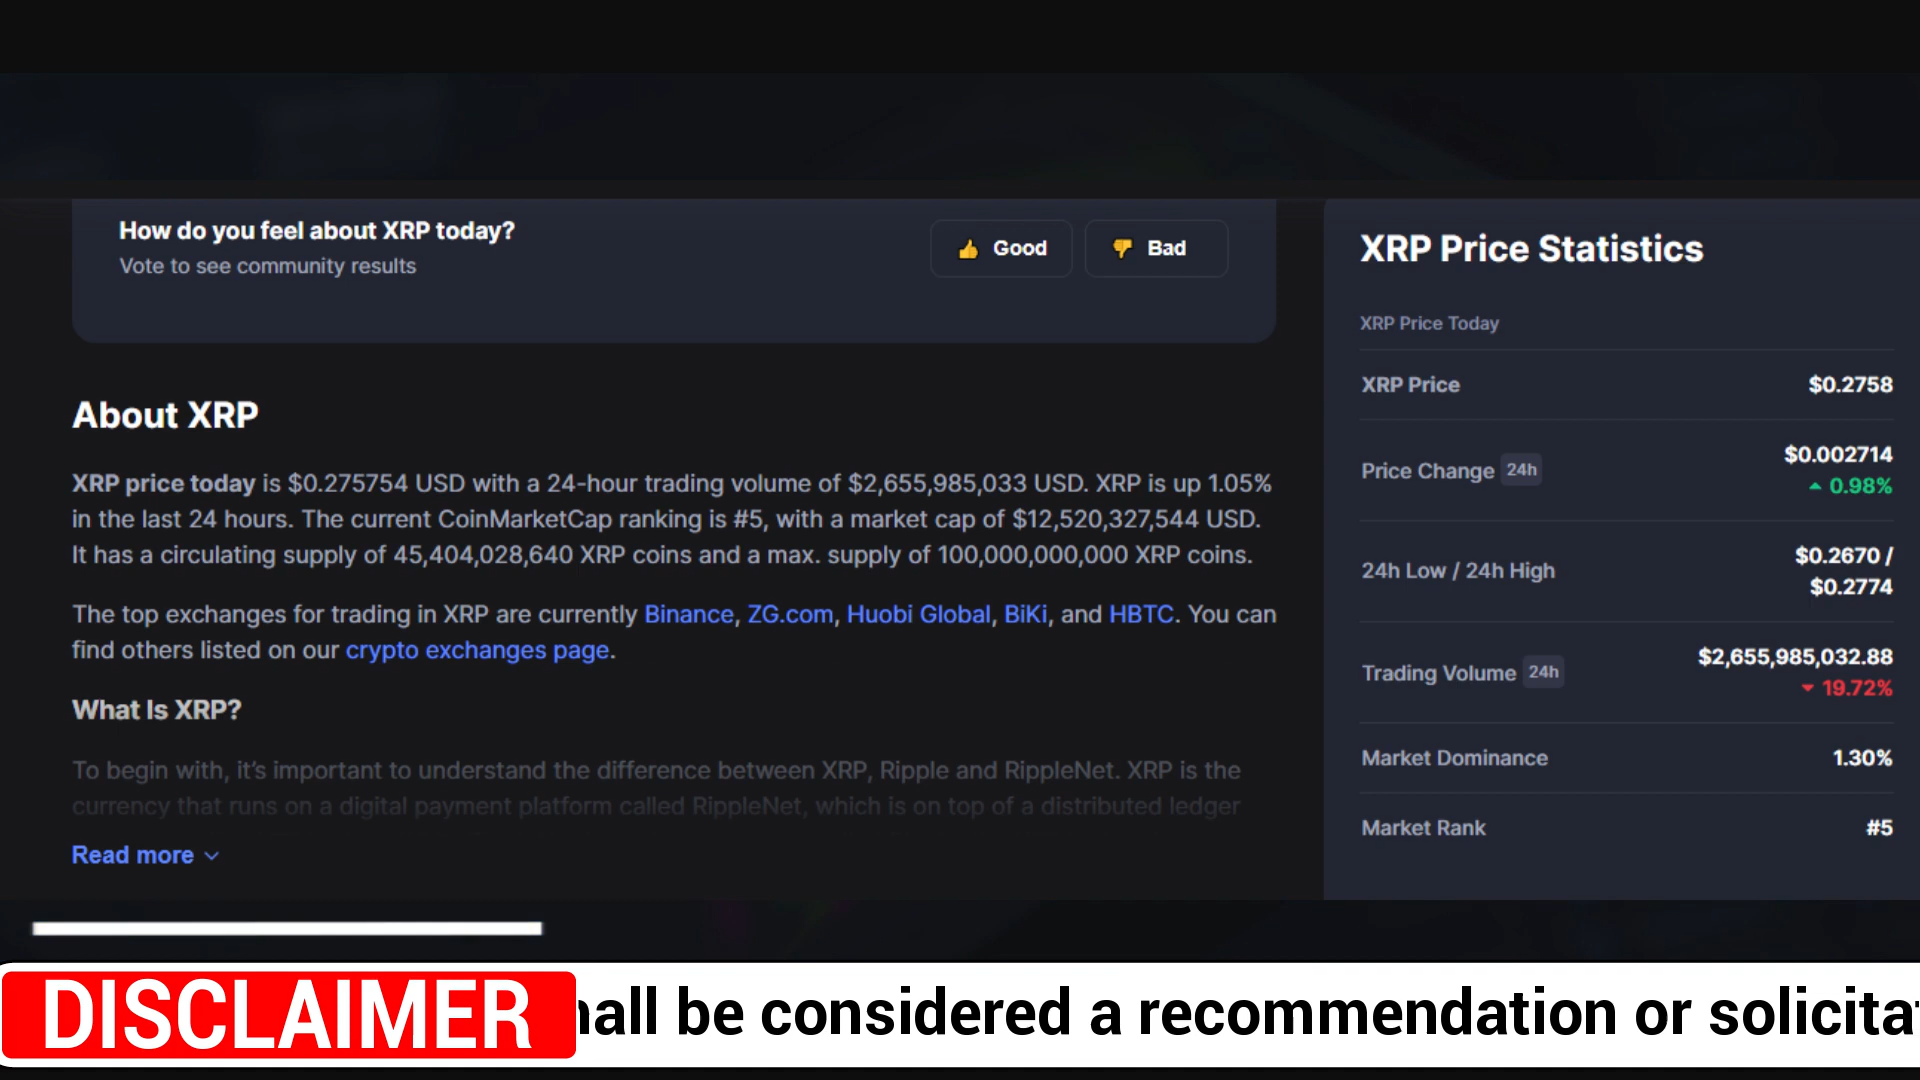 How do you feel about XRP today?
Vote to see community results
Good
Bad
About XRP
XRP price today is $0.275754 USD with a 24-hour trading volume of $2,655,985,033 USD. XRP is up 1.05%
in the last 24 hours. The current CoinMarketCap ranking is #5, with a market cap of $12,520,327,544 USD.
It has a circulating supply of 45,404,028,640 XRP coins and a max. supply of 100,000,000,000 XRP coins.
The top exchanges for trading in XRP are currently Binance, ZG.com, Huobi Global, BiKi, and HBTC. You can
find others listed on our crypto exchanges page.
What Is XRP?
To begin with, it's important to understand the difference between XRP, Ripple and RippleNet. XRP is the
currency that runs on a digital payment platform called RippleNet, which is on top of a distributed ledger
Read more
XRP Price Statistics
XRP Price Today
XRP Price $0.2758
Price Change 24h $0.002714
0.98%
24h Low / 24h High $0.2670 /
$0.2774
Trading Volume 24h $2,655,985,032.88
19.72%
Market Dominance 1.30%
Market Rank #5
DISCLAIMER hall be considered a recommendation or solicita